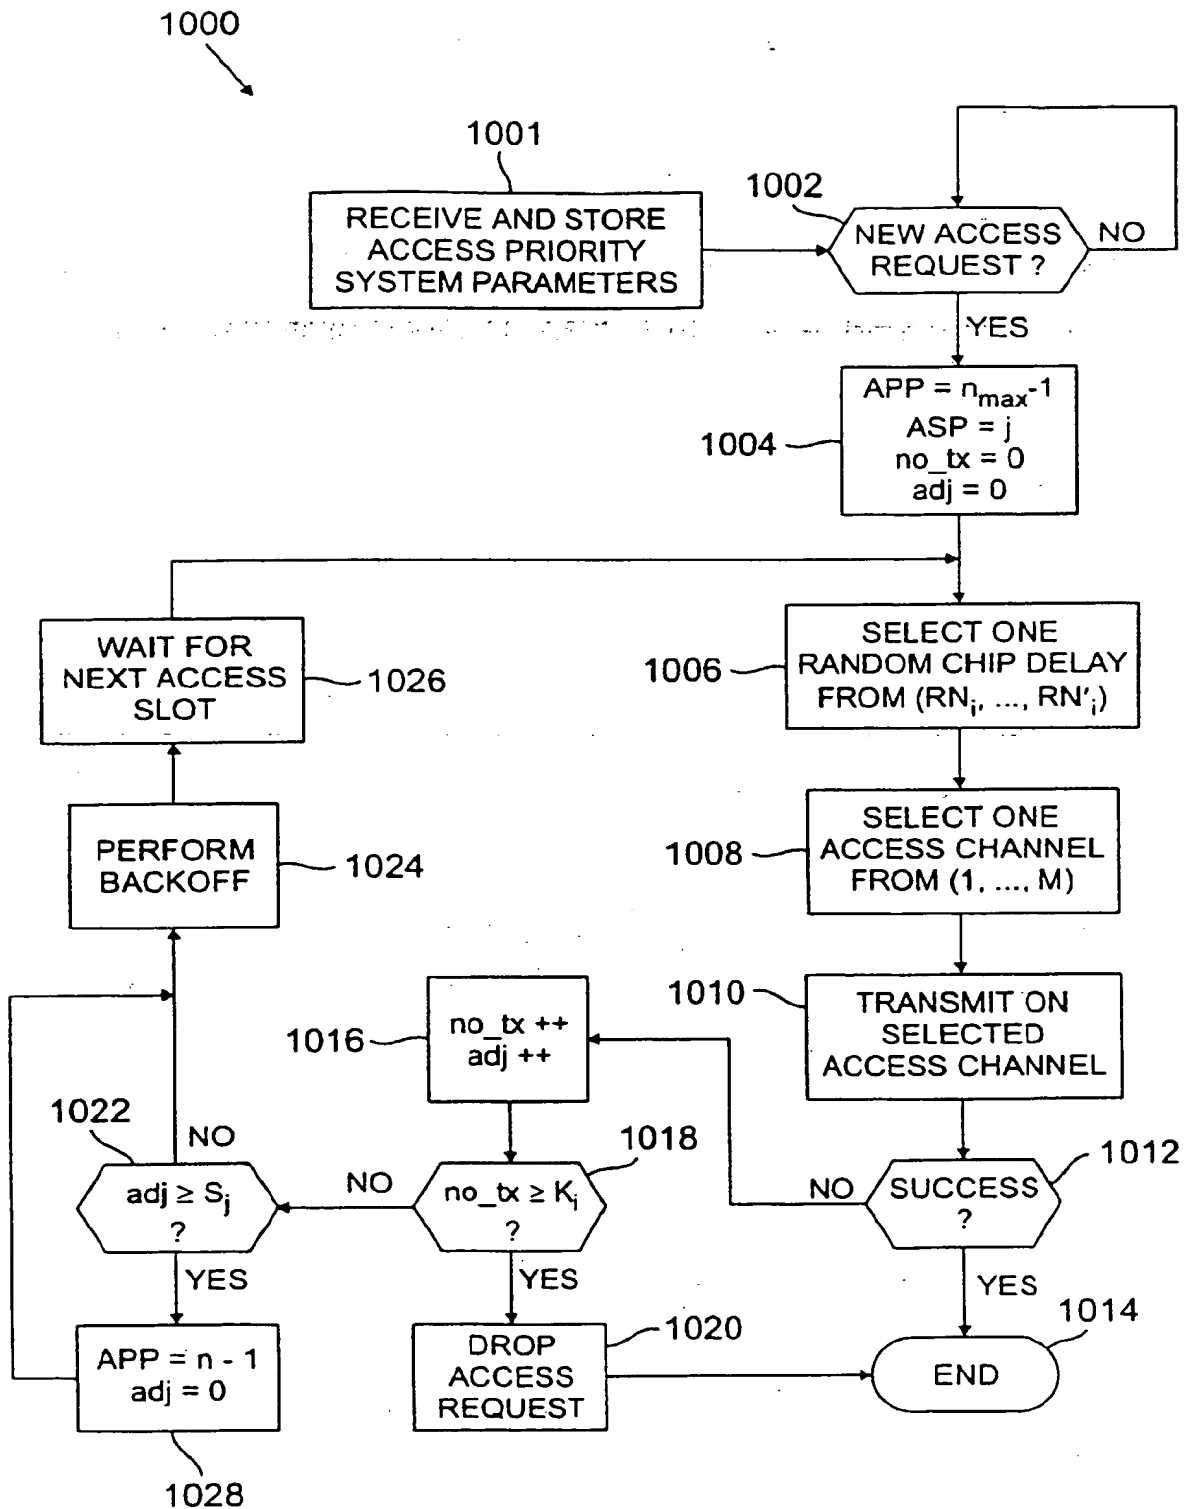 1000
1001
RECEIVE AND STORE
ACCESS PRIORITY
SYSTEM PARAMETERS
1002
NEW ACCESS
REQUEST ?
NO
YES
1004
APP = nmax-1
ASP = j
no_tx = 0
adj = 0
WAIT FOR
NEXT ACCESS
SLOT
1026
1006
SELECT ONE
RANDOM CHIP DELAY
FROM (RNi, ..., RN'i)
PERFORM
BACKOFF
1024
1008
SELECT ONE
ACCESS CHANNEL
FROM (1, ..., M)
1010
TRANSMIT ON
SELECTED
ACCESS CHANNEL
1016
no_tx ++
adj ++
1022
NO
adj ≥ Sj
?
YES
NO
1018
no_tx ≥ Ki
?
YES
NO
1012
SUCCESS
?
YES
APP = n - 1
adj = 0
1028
DROP
ACCESS
REQUEST
1020
1014
END